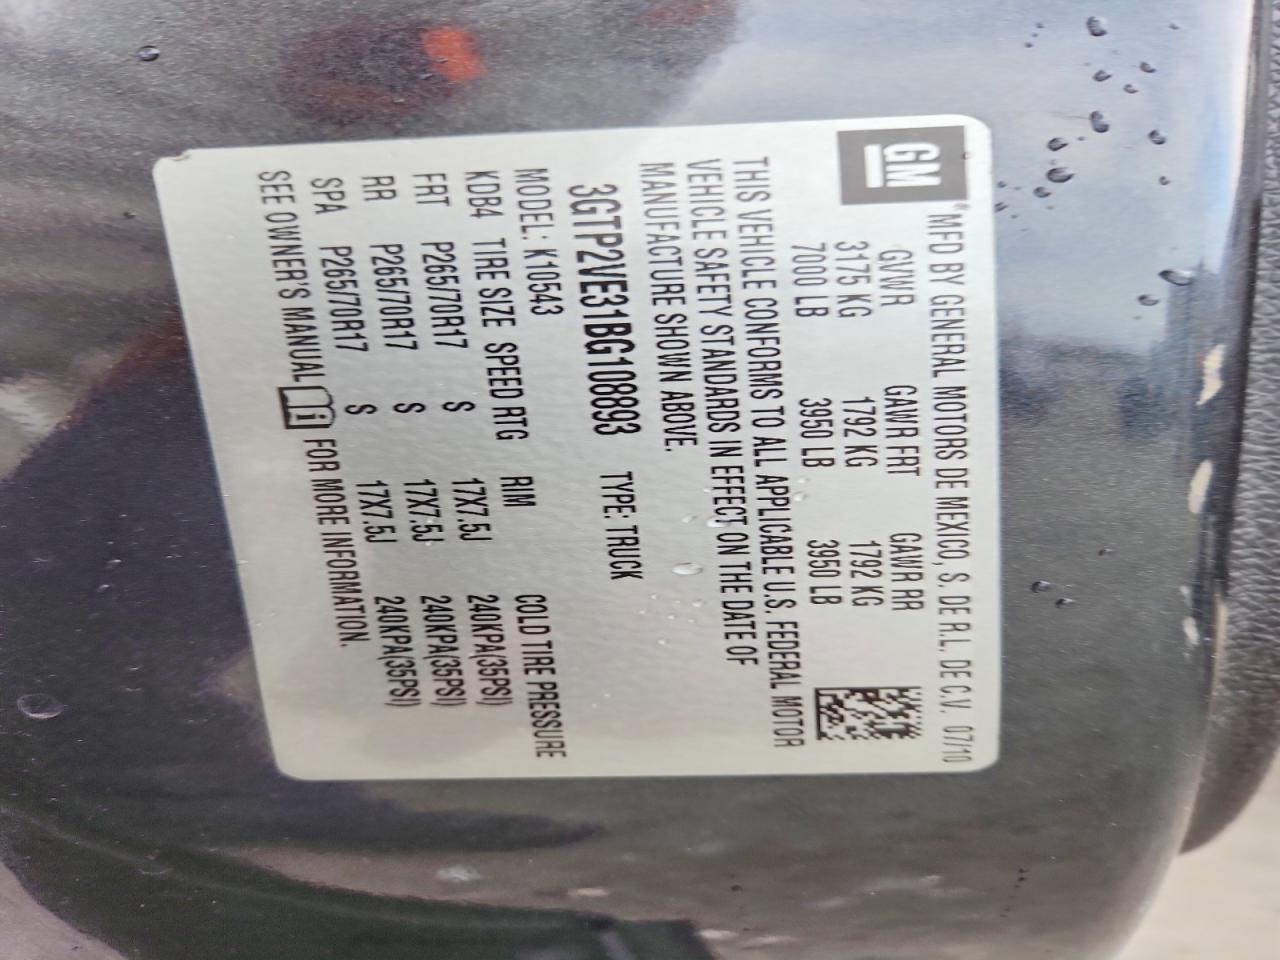 GM
MFD BY GENERAL MOTORS DE MEXICO, S. DE R.L. DE C.V. 07/10
GVWR GAWR FRT GAWR RR
3175 KG 1792 KG 1792 KG
7000 LB 3950 LB 3950 LB
THIS VEHICLE CONFORMS TO ALL APPLICABLE U.S. FEDERAL MOTOR
VEHICLE SAFETY STANDARDS IN EFFECT ON THE DATE OF
MANUFACTURE SHOWN ABOVE.
3GTP2VE31BG108893 TYPE: TRUCK
MODEL: K10543
KDB4 TIRE SIZE SPEED RTG RIM COLD TIRE PRESSURE
FRT P265/70R17 S 17X7.5J 240KPA(35PSI)
RR P265/70R17 S 17X7.5J 240KPA(35PSI)
SPA P265/70R17 S 17X7.5J 240KPA(35PSI)
SEE OWNER'S MANUAL i FOR MORE INFORMATION.